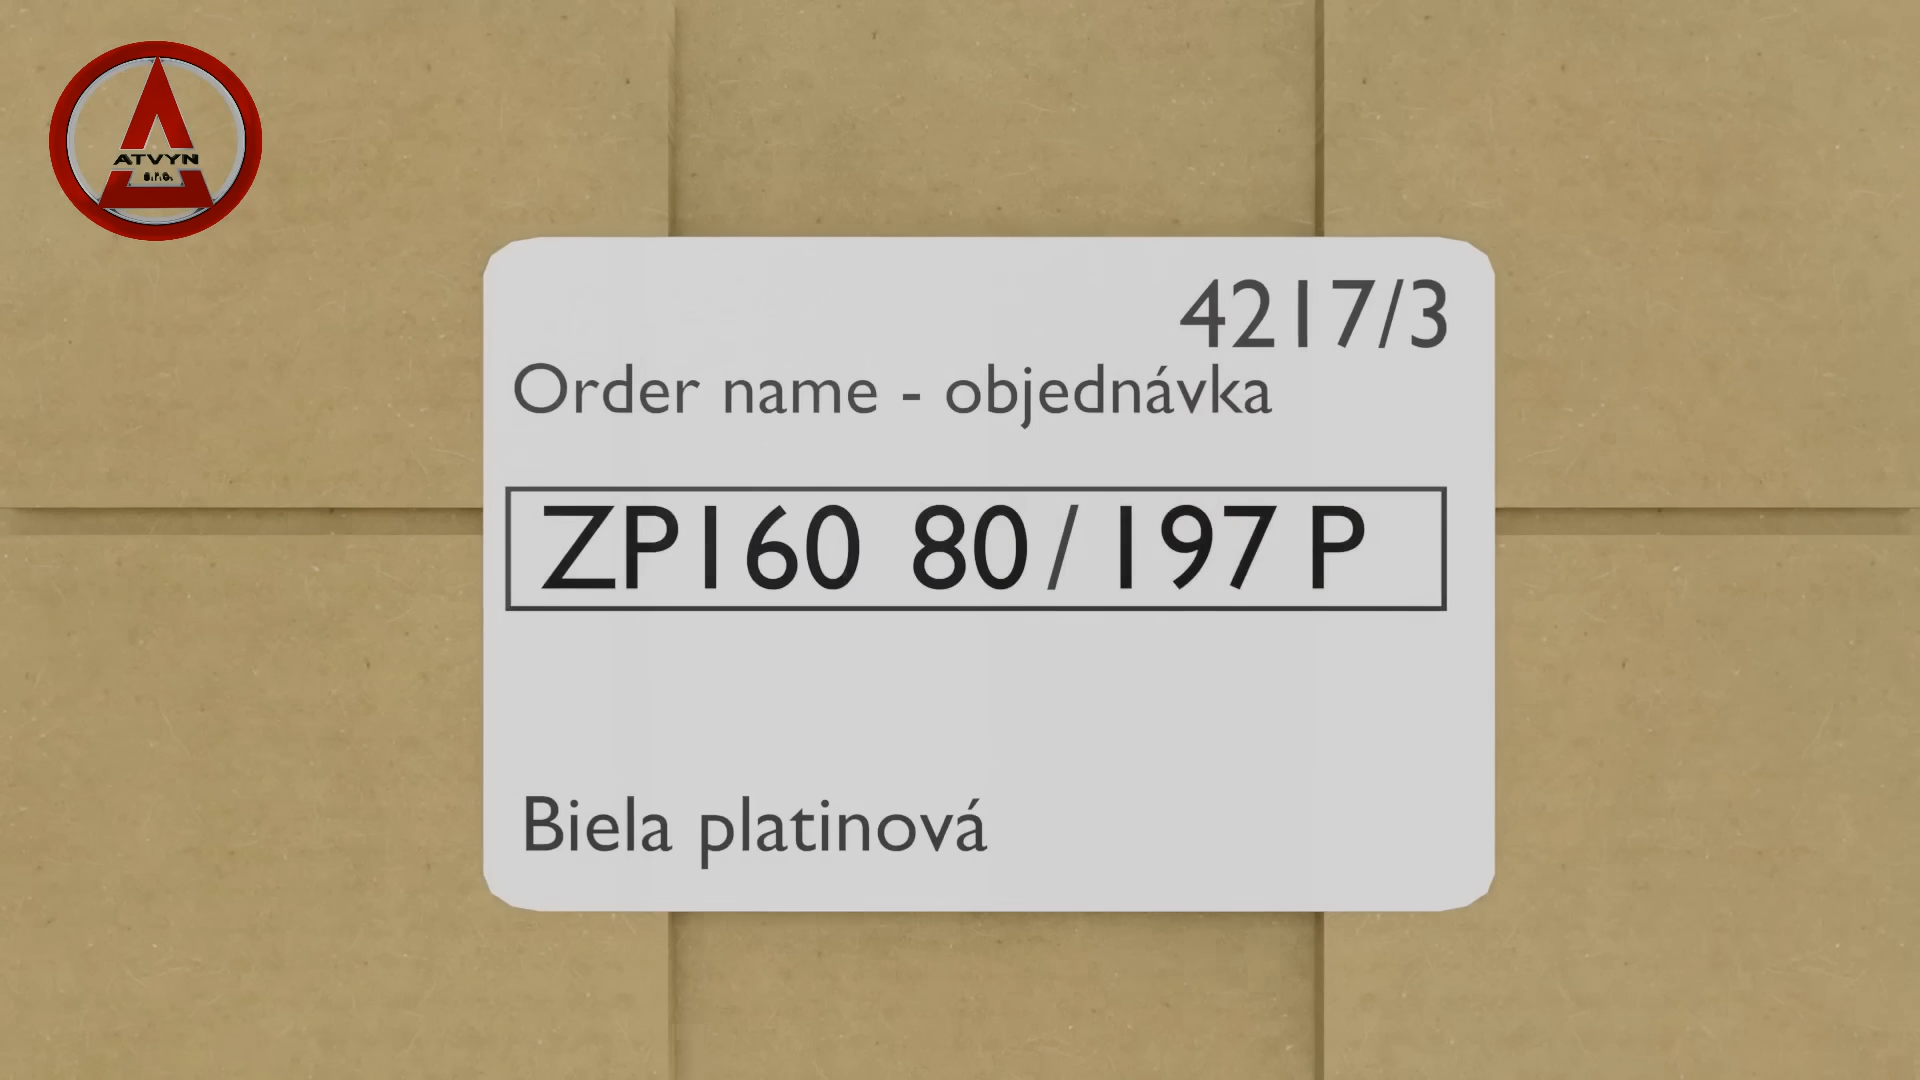 ATVYN
s.r.o.
4217/3
Order name - objednávka
ZP160 80/197 P
Biela platinová